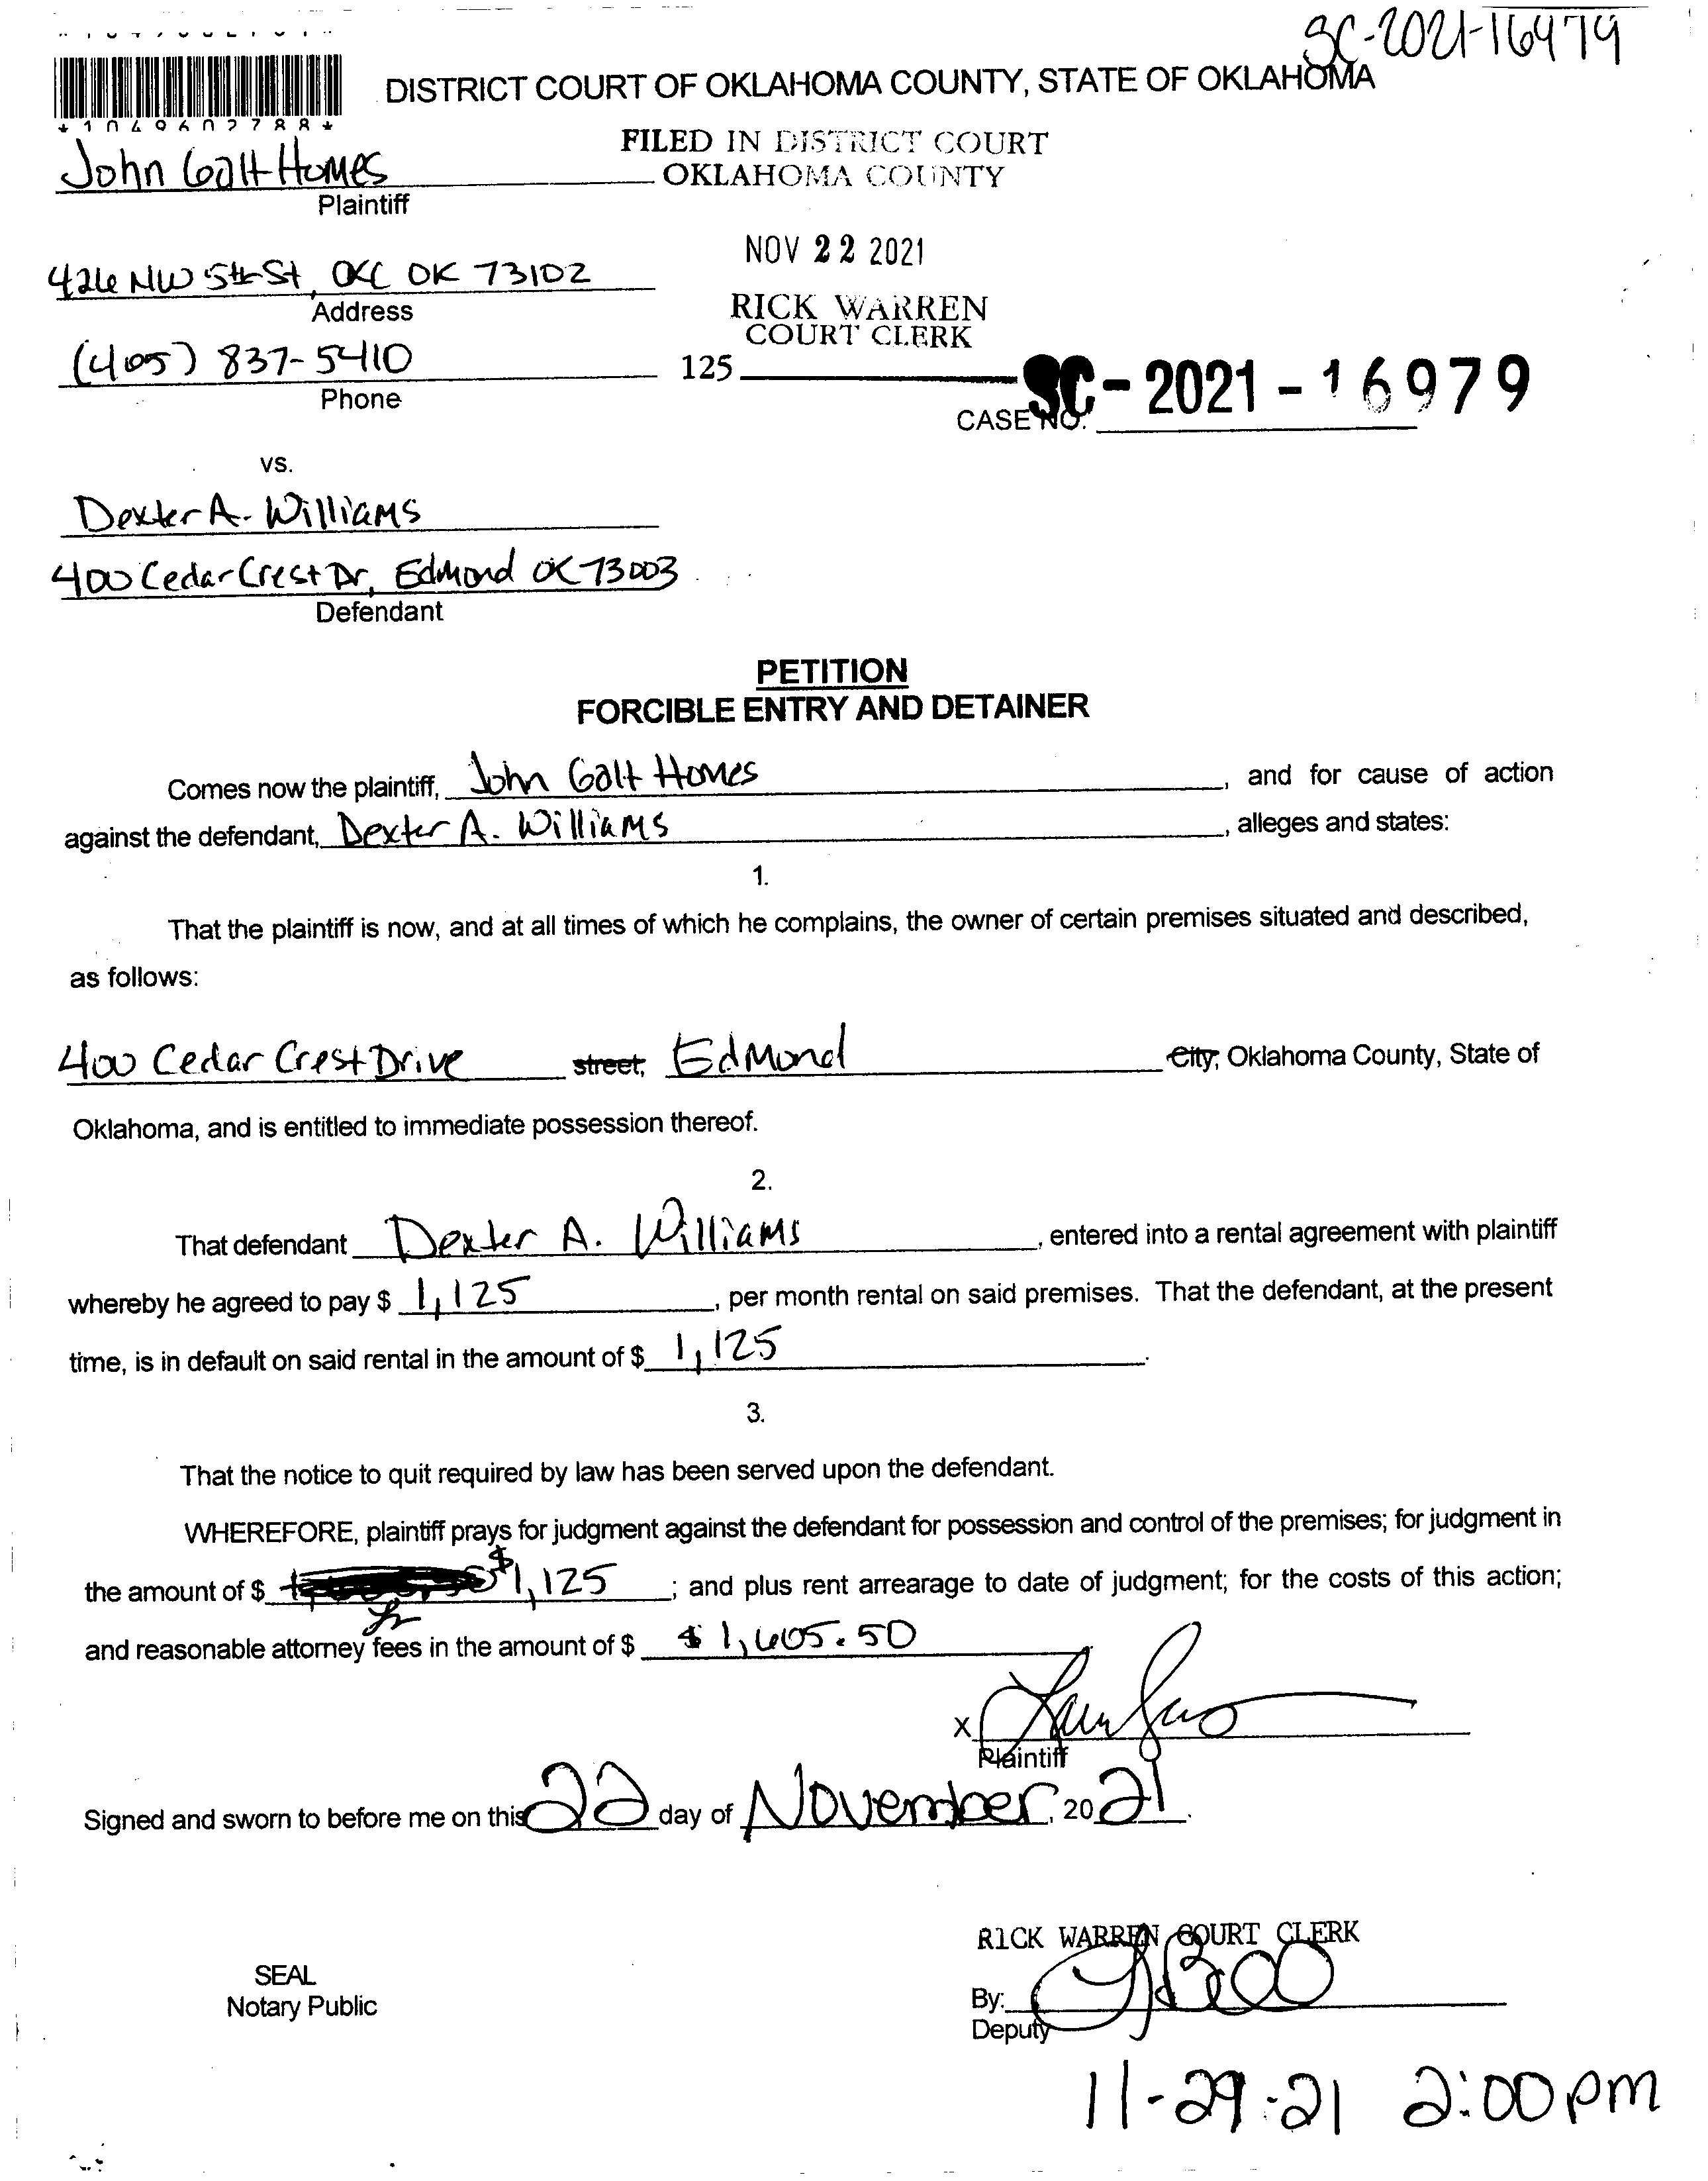 SC-2021-16979
*1049602788*
DISTRICT COURT OF OKLAHOMA COUNTY, STATE OF OKLAHOMA
FILED IN DISTRICT COURT
OKLAHOMA COUNTY
John Galt Homes
Plaintiff
NOV 22 2021
426 NW 5th St, OKC OK 73102
Address
RICK WARREN
COURT CLERK
(405) 837-5410
125
Phone
SC-2021-16979
CASE NO.
vs.
Dexter A. Williams
400 Cedar Crest Dr, Edmond OK 73003
Defendant
PETITION
FORCIBLE ENTRY AND DETAINER
Comes now the plaintiff, John Galt Homes, and for cause of action
against the defendant, Dexter A. Williams, alleges and states:
1.
That the plaintiff is now, and at all times of which he complains, the owner of certain premises situated and described,
as follows:
400 Cedar Crest Drive street, Edmond City, Oklahoma County, State of
Oklahoma, and is entitled to immediate possession thereof.
2.
That defendant Dexter A. Williams, entered into a rental agreement with plaintiff
whereby he agreed to pay $ 1,125, per month rental on said premises. That the defendant, at the present
time, is in default on said rental in the amount of $ 1,125.
3.
That the notice to quit required by law has been served upon the defendant.
WHEREFORE, plaintiff prays for judgment against the defendant for possession and control of the premises; for judgment in
the amount of $ $1,125; and plus rent arrearage to date of judgment; for the costs of this action;
and reasonable attorney fees in the amount of $ $1,605.50
X
Plaintiff
Signed and sworn to before me on this 22 day of November, 2021.
RICK WARREN COURT CLERK
SEAL
Notary Public
By:
Deputy
11-29-21 2:00pm